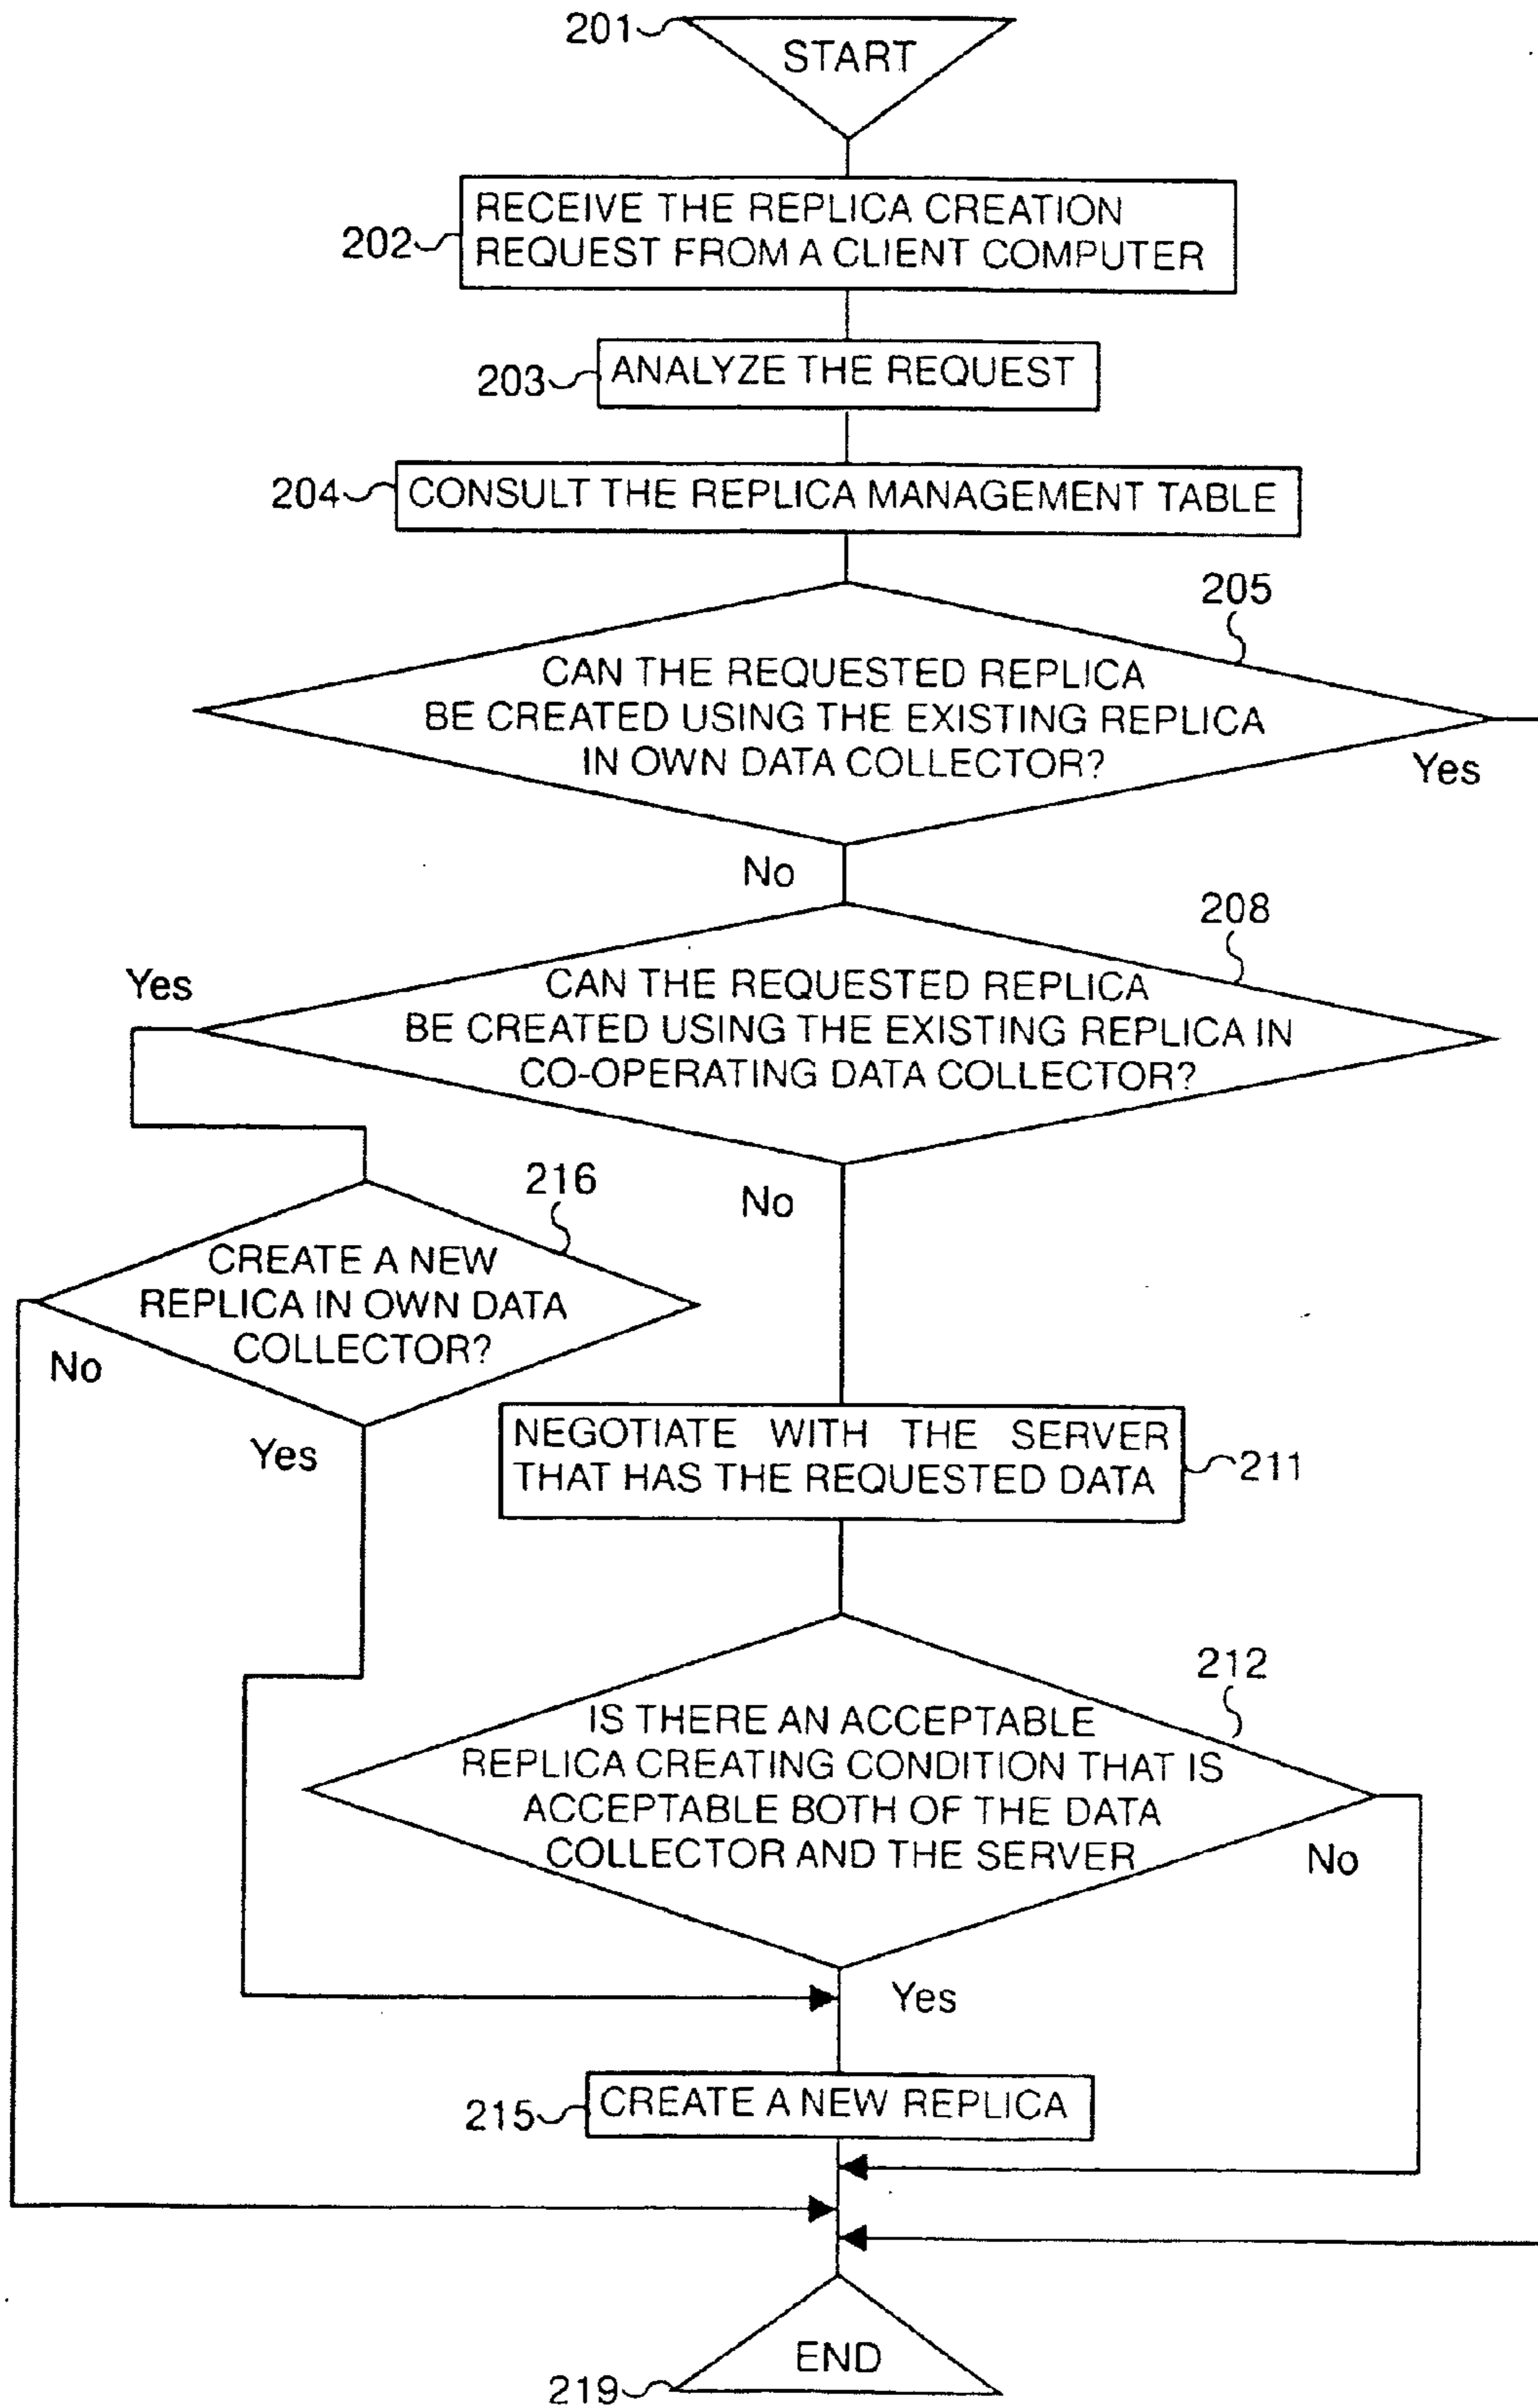 201
START
RECEIVE THE REPLICA CREATION
REQUEST FROM A CLIENT COMPUTER
202
ANALYZE THE REQUEST
203
CONSULT THE REPLICA MANAGEMENT TABLE
204
205
CAN THE REQUESTED REPLICA
BE CREATED USING THE EXISTING REPLICA
IN OWN DATA COLLECTOR?
Yes
No
208
Yes
CAN THE REQUESTED REPLICA
BE CREATED USING THE EXISTING REPLICA IN
CO-OPERATING DATA COLLECTOR?
No
216
CREATE A NEW
REPLICA IN OWN DATA
COLLECTOR?
No
Yes
NEGOTIATE WITH THE SERVER
THAT HAS THE REQUESTED DATA
211
212
IS THERE AN ACCEPTABLE
REPLICA CREATING CONDITION THAT IS
ACCEPTABLE BOTH OF THE DATA
COLLECTOR AND THE SERVER
No
Yes
CREATE A NEW REPLICA
215
END
219